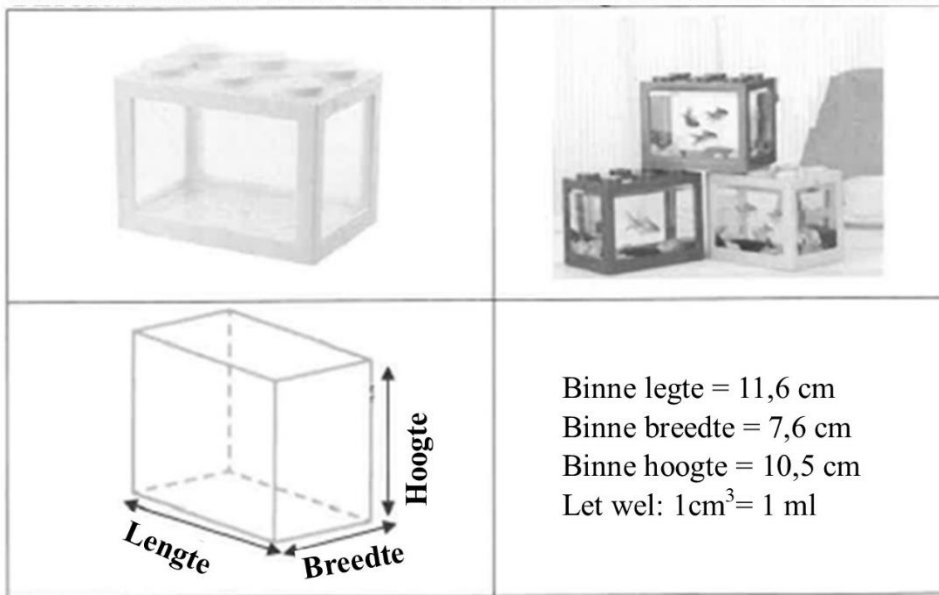 Hoogte
Lengte
Breedte
Binne legte = 11,6 cm
Binne breedte = 7,6 cm
Binne hoogte = 10,5 cm
Let wel: 1cm³= 1 ml